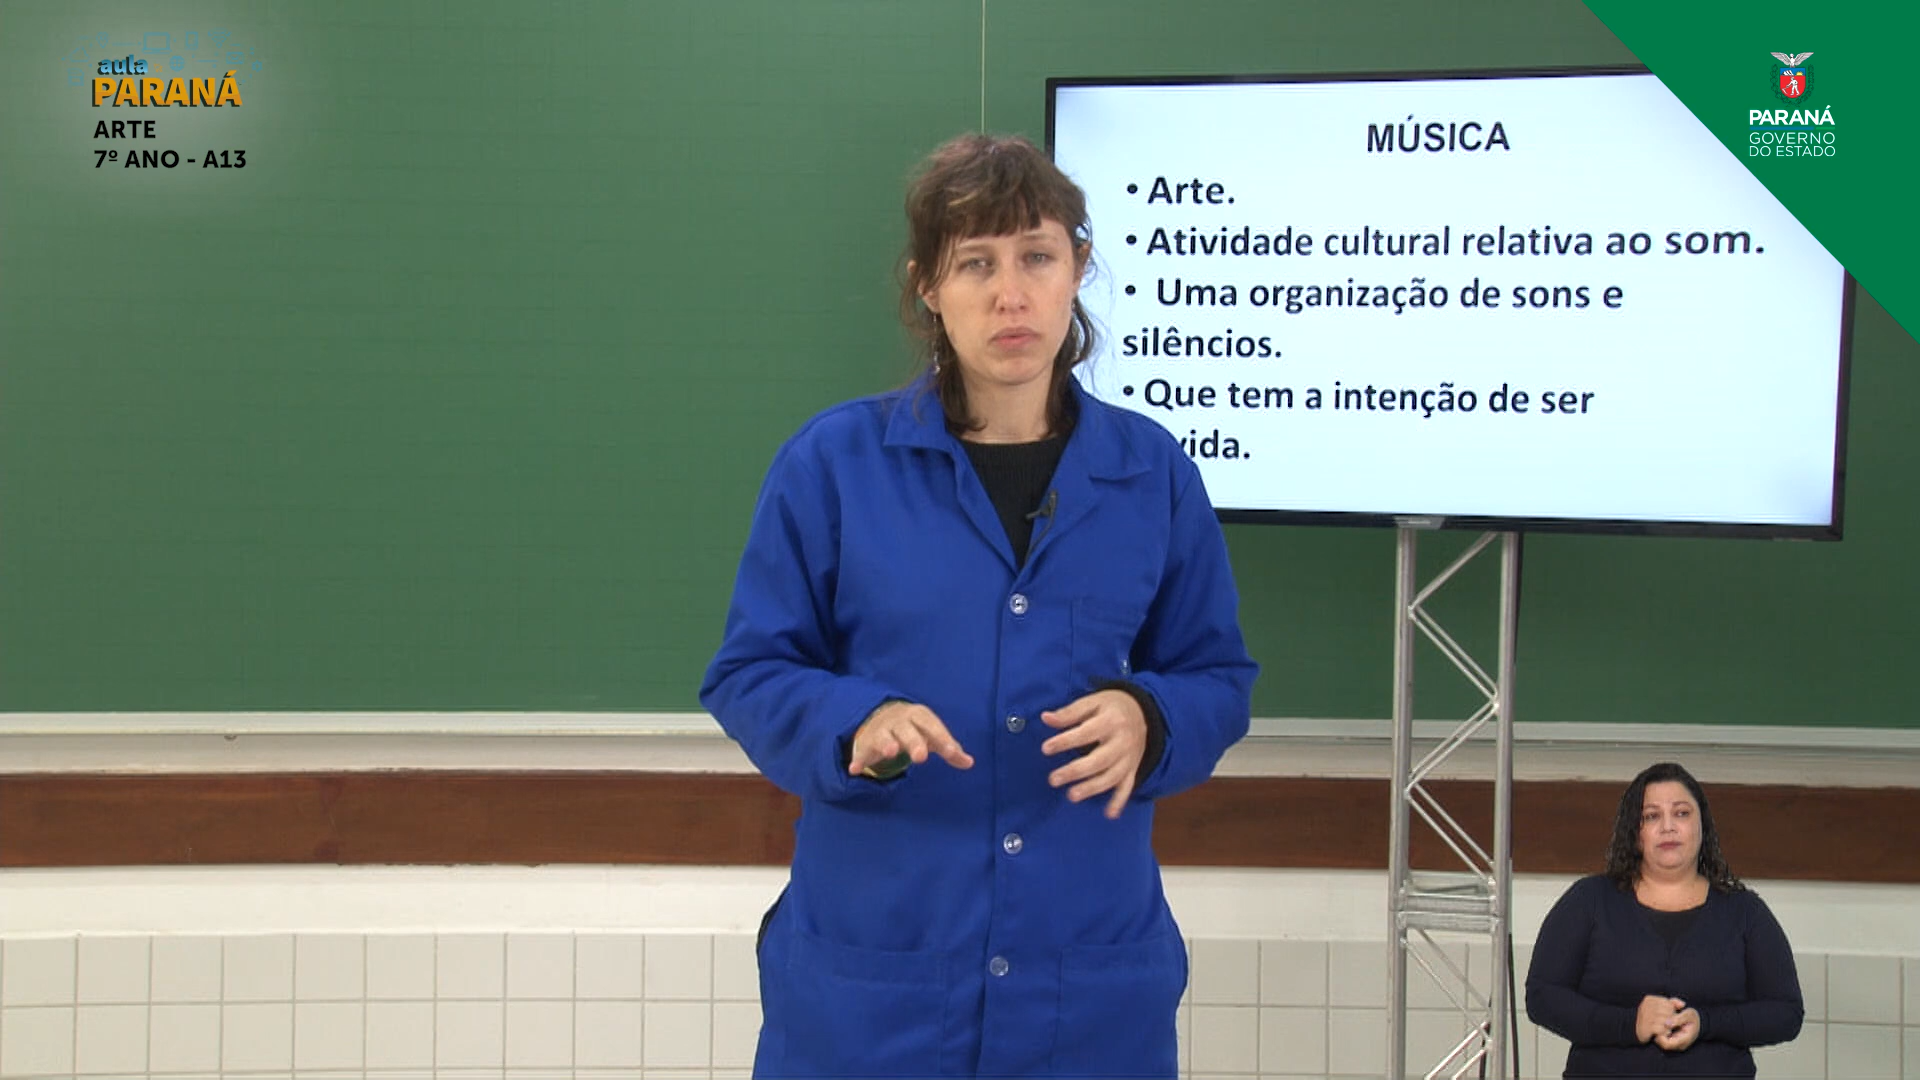 aula
PARANÁ
ARTE
7º ANO - A13
MÚSICA
• Arte.
• Atividade cultural relativa ao som.
• Uma organização de sons e
silêncios.
• Que tem a intenção de ser
PARANÁ
GOVERNO
DO ESTADO